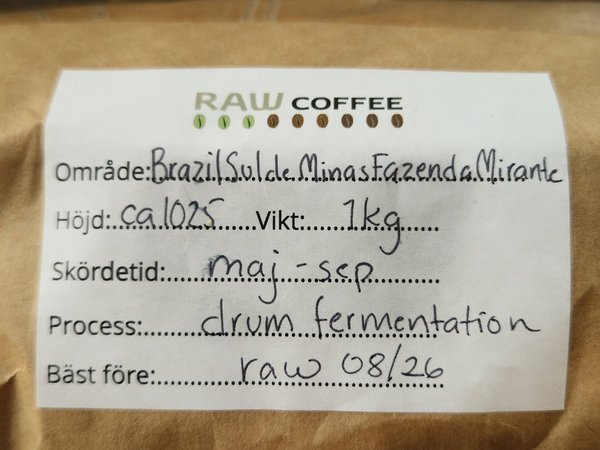 RAW COFFEE
Område: Brazil Sul de Minas Fazenda Mirante
Höjd: ca 1025 Vikt: 1kg
Skördetid: maj - sep
Process: drum fermentation
Bäst före: raw 08/26